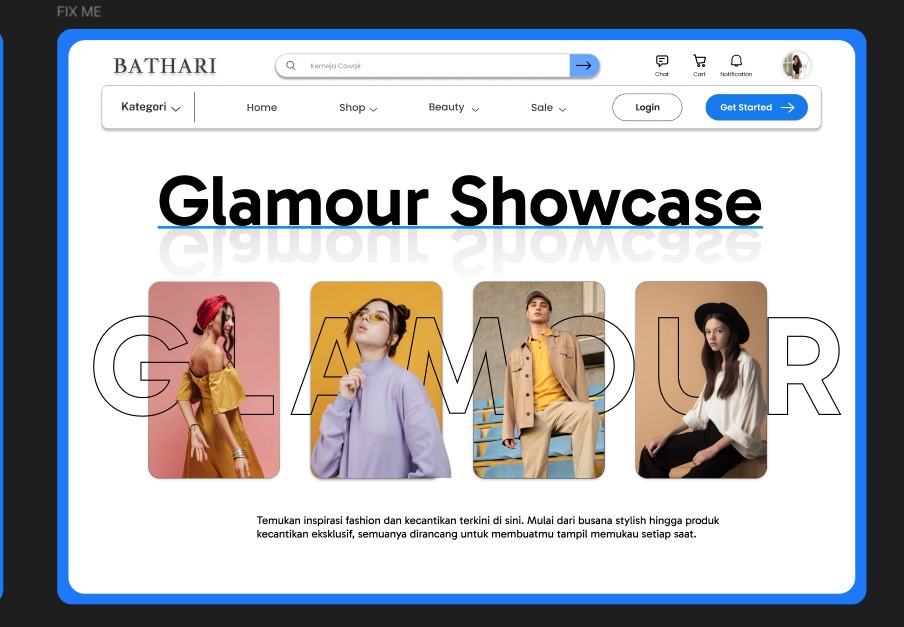 FIX ME
BATHARI
Kemeja Cowok
Chat
Cart
Notification
Kategori
Home
Shop
Beauty
Sale
Login
Get Started
Glamour Showcase
Glamour Showcase
GLAMOUR
Temukan inspirasi fashion dan kecantikan terkini di sini. Mulai dari busana stylish hingga produk
kecantikan eksklusif, semuanya dirancang untuk membuatmu tampil memukau setiap saat.